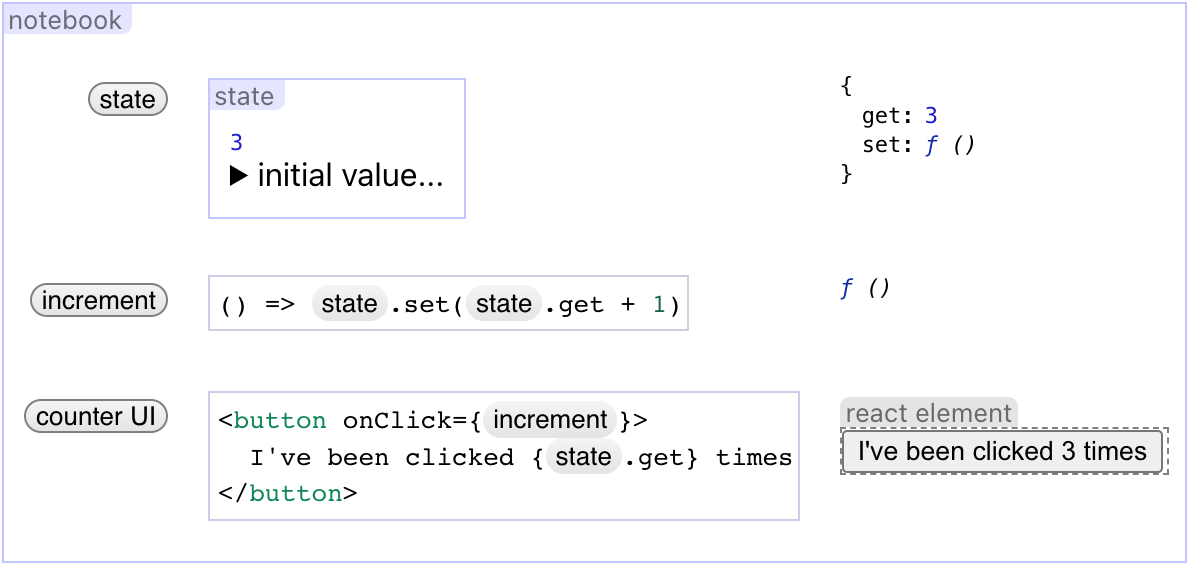 notebook
state
state
3
▶ initial value...
{
get: 3
set: ƒ ()
}
increment
() => state.set(state.get + 1)
ƒ ()
counter UI
<button onClick={increment}>
I've been clicked {state.get} times
</button>
react element
I've been clicked 3 times